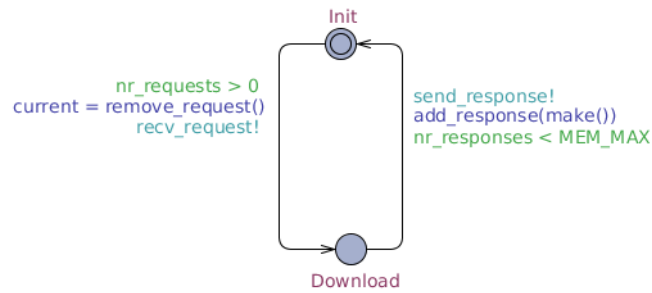 Init
nr_requests > 0
current = remove_request()
recv_request!
send_response!
add_response(make())
nr_responses < MEM_MAX
Download